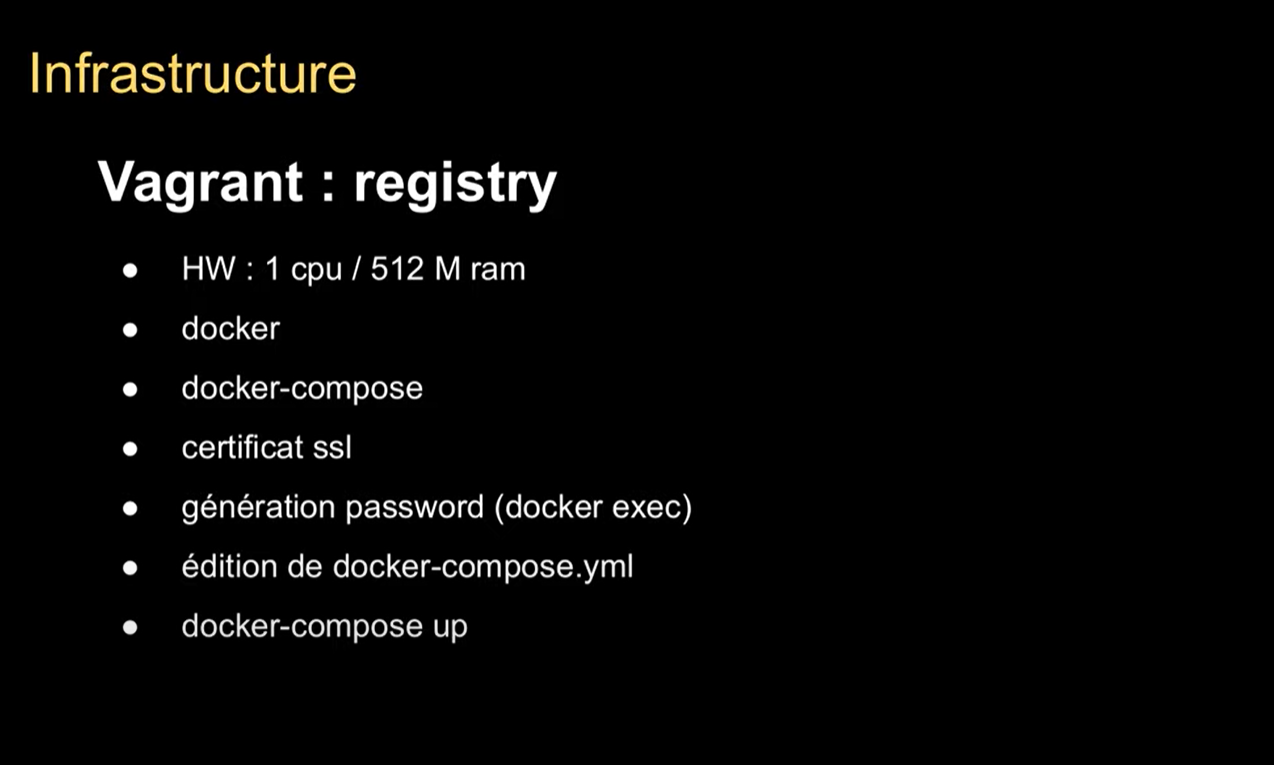 Infrastructure
Vagrant : registry
● HW : 1 cpu / 512 M ram
● docker
● docker-compose
● certificat ssl
● génération password (docker exec)
● édition de docker-compose.yml
● docker-compose up